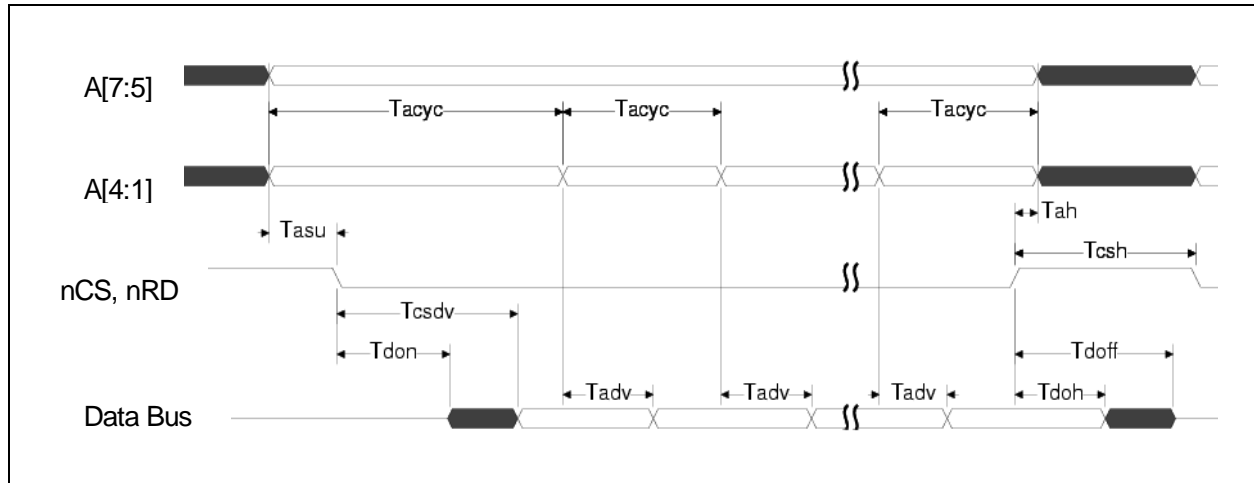 A[7:5]
Tacyc Tacyc Tacyc
A[4:1]
Tah
Tasu
Tcsh
nCS, nRD
Tcsdv
Tdon Tdoff
Tadv Tadv Tadv Tdoh
Data Bus